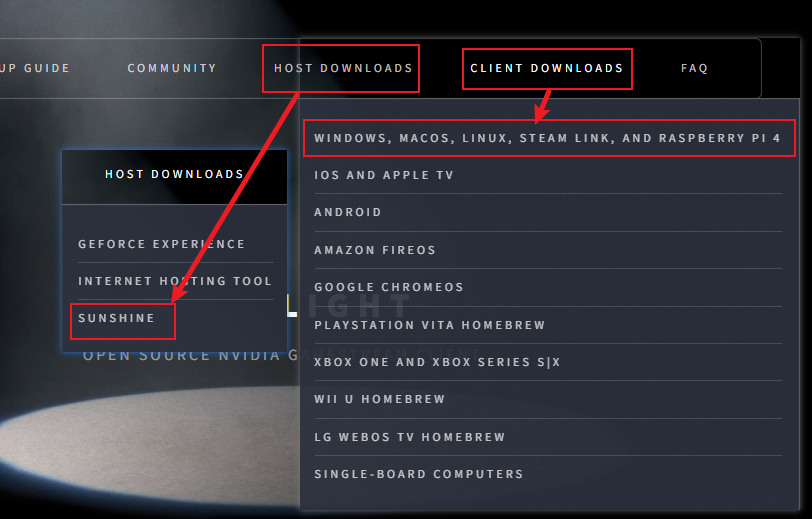 UP GUIDE
COMMUNITY
HOST DOWNLOADS
CLIENT DOWNLOADS
FAQ
HOST DOWNLOADS
GEFORCE EXPERIENCE
INTERNET HOSTING TOOL
SUNSHINE
WINDOWS, MACOS, LINUX, STEAM LINK, AND RASPBERRY PI 4
IOS AND APPLE TV
ANDROID
AMAZON FIREOS
GOOGLE CHROMEOS
PLAYSTATION VITA HOMEBREW
XBOX ONE AND XBOX SERIES S|X
WII U HOMEBREW
LG WEBOS TV HOMEBREW
SINGLE-BOARD COMPUTERS
LIGHT
OPEN SOURCE NVIDIA GAMESTREAM